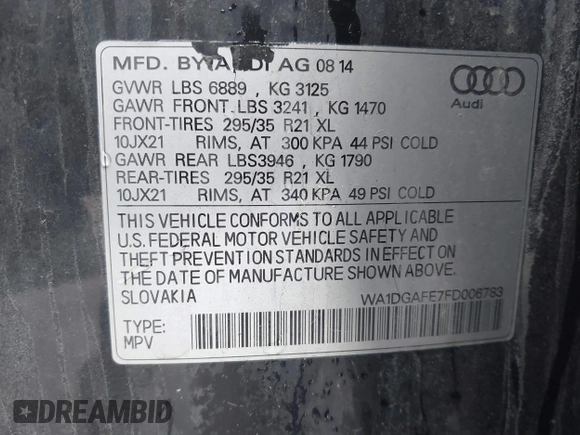 MFD. BY AUDI AG 08 14
GVWR LBS 6889 , KG 3125
GAWR FRONT LBS 3241 , KG 1470
FRONT-TIRES 295/35 R21 XL
10JX21 RIMS, AT 300 KPA 44 PSI COLD
GAWR REAR LBS3946 , KG 1790
REAR-TIRES 295/35 R21 XL
10JX21 RIMS, AT 340 KPA 49 PSI COLD
Audi
THIS VEHICLE CONFORMS TO ALL APPLICABLE
U.S. FEDERAL MOTOR VEHICLE SAFETY AND
THEFT PREVENTION STANDARDS IN EFFECT ON
THE DATE OF MANUFACTURE SHOWN ABOVE.
SLOVAKIA
WA1DGAFE7FD006783
TYPE:
MPV
DREAMBID